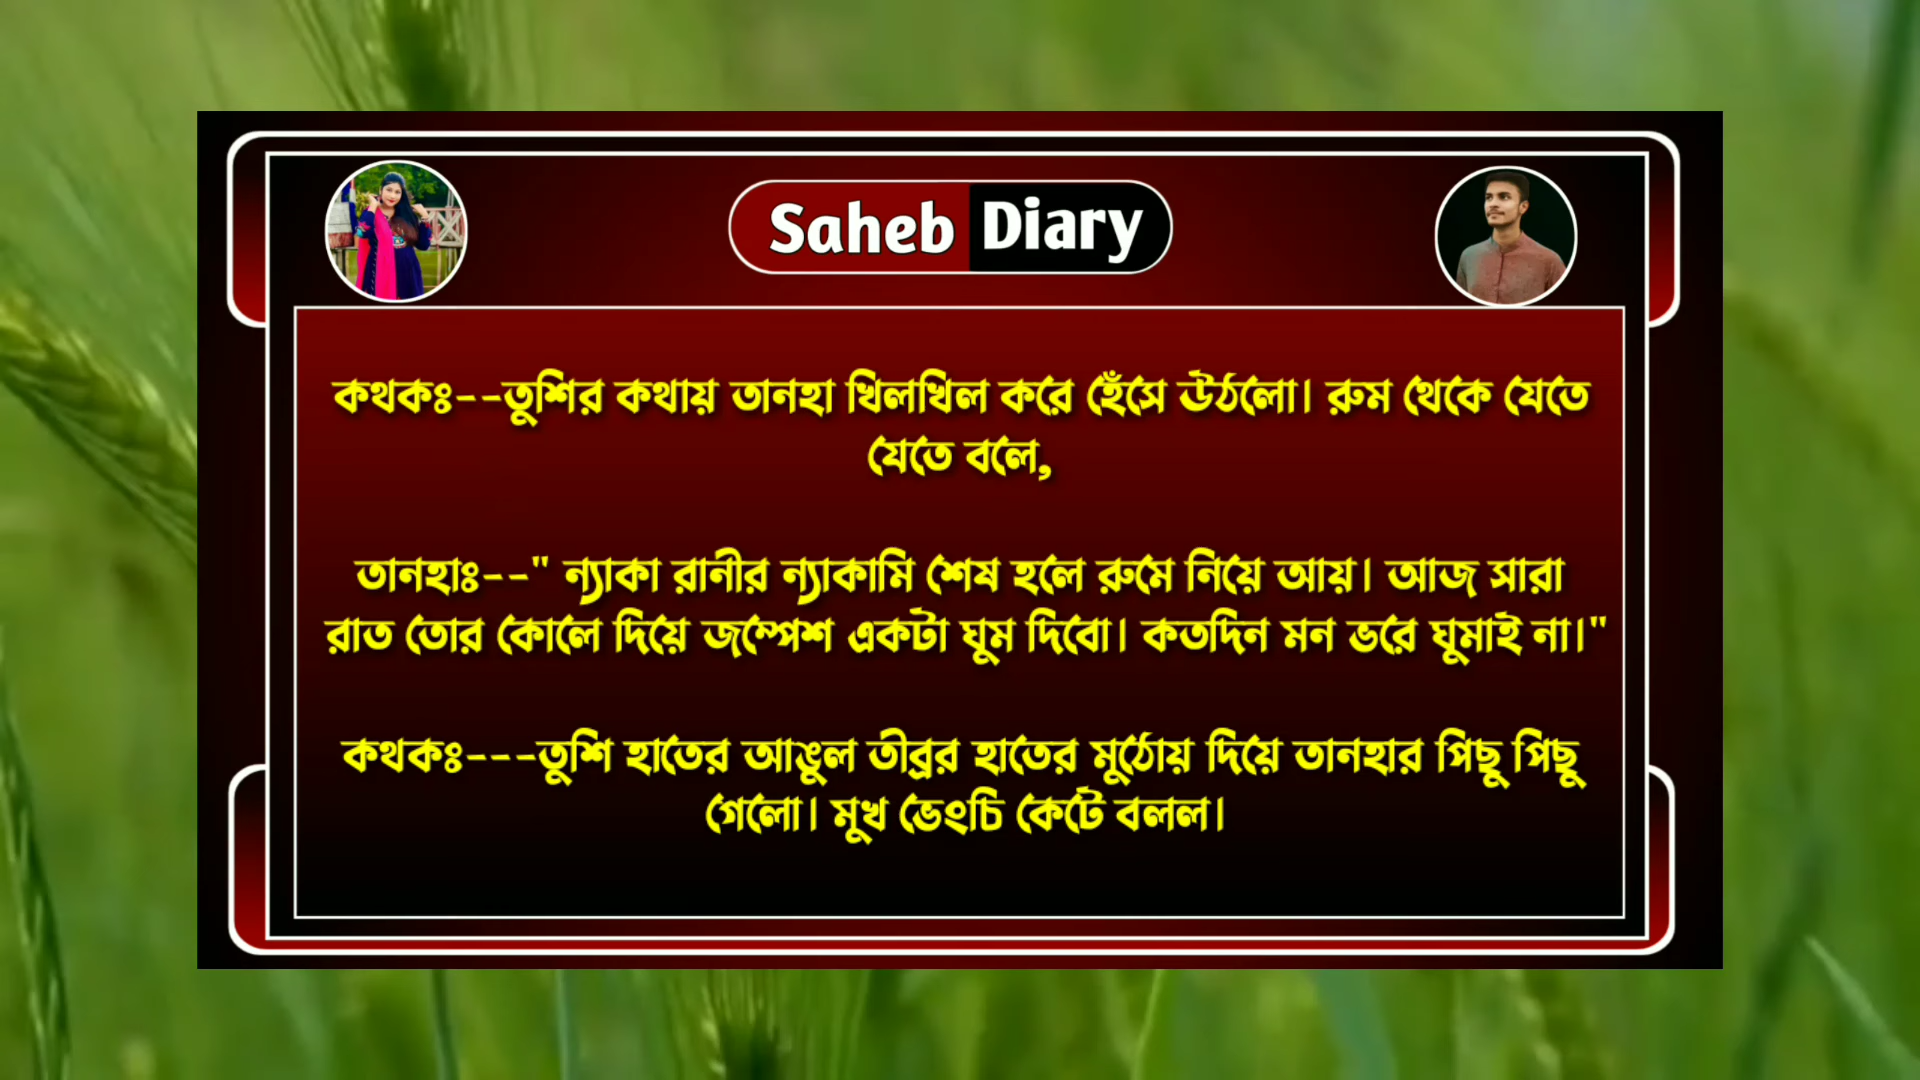 Saheb Diary
কথকঃ--তুশির কথায় তানহা খিলখিল করে হেঁসে উঠলো। রুম থেকে যেতে
যেতে বলে,
তানহাঃ--" ন্যাকা রানীর ন্যাকামি শেষ হলে রুমে নিয়ে আয়। আজ সারা
রাত তোর কোলে দিয়ে জম্পেশ একটা ঘুম দিবো। কতদিন মন ভরে ঘুমাই না।"
কথকঃ---তুশি হাতের আঙুল তীব্রর হাতের মুঠোয় দিয়ে তানহার পিছু পিছু
গেলো। মুখ ভেংচি কেটে বলল।